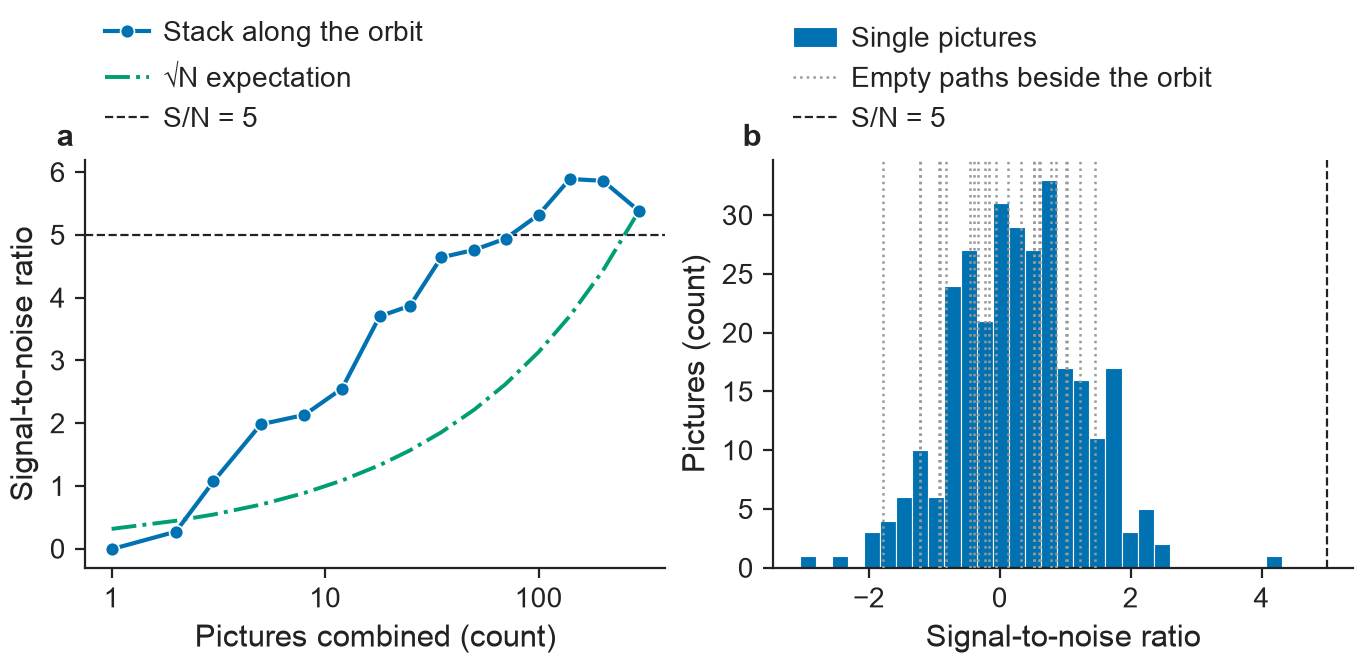 Stack along the orbit
√N expectation
S/N = 5
a
6
5
4
3
2
1
0
Signal-to-noise ratio
1
10
100
Pictures combined (count)
Single pictures
Empty paths beside the orbit
S/N = 5
b
30
25
20
15
10
5
0
Pictures (count)
−2
0
2
4
Signal-to-noise ratio